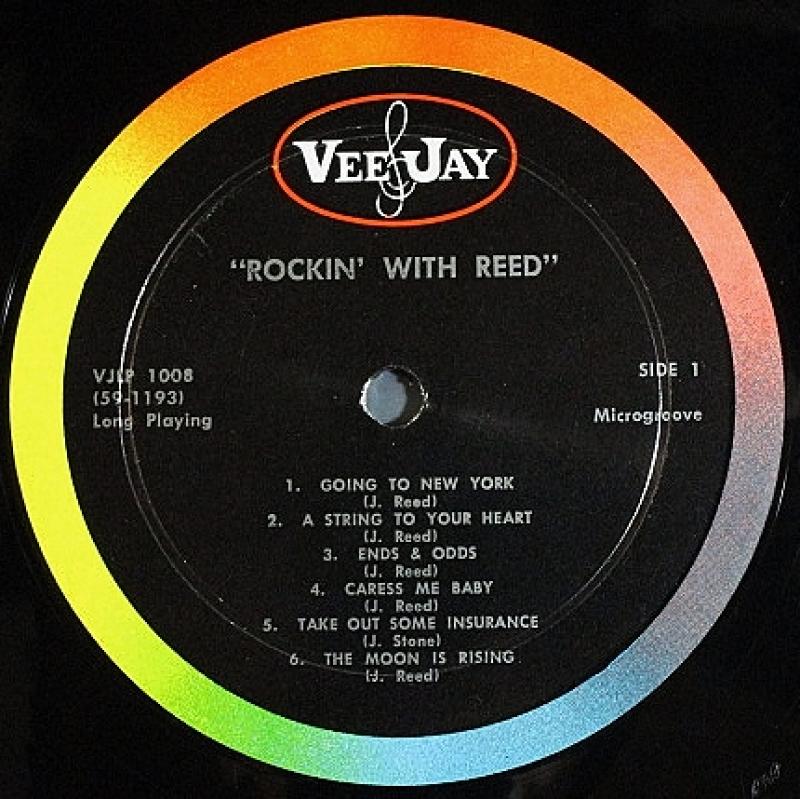 VEE JAY
"ROCKIN' WITH REED"
VJLP 1008
(59-1193)
Long Playing
SIDE 1
Microgroove
1. GOING TO NEW YORK
(J. Reed)
2. A STRING TO YOUR HEART
(J. Reed)
3. ENDS & ODDS
(J. Reed)
4. CARESS ME BABY
(J. Reed)
5. TAKE OUT SOME INSURANCE
(J. Stone)
6. THE MOON IS RISING
(J. Reed)